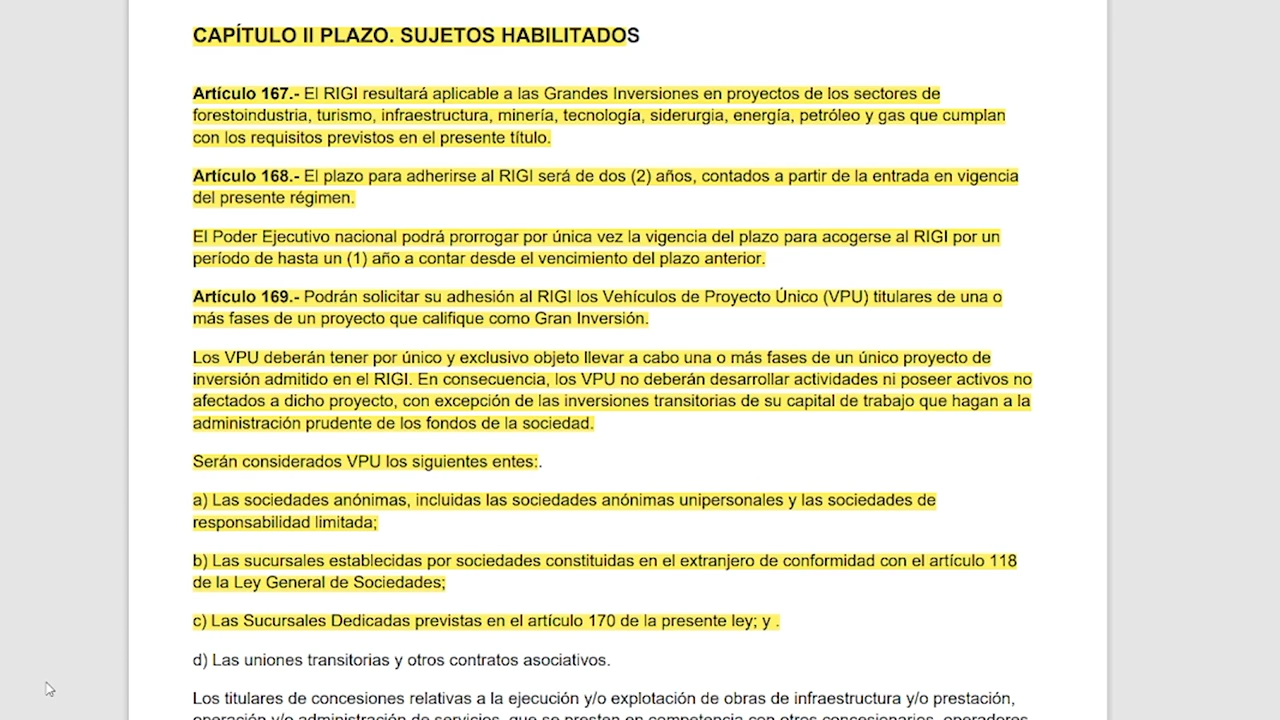 CAPÍTULO II PLAZO. SUJETOS HABILITADOS
Artículo 167.- El RIGI resultará aplicable a las Grandes Inversiones en proyectos de los sectores de
forestoindustria, turismo, infraestructura, minería, tecnología, siderurgia, energía, petróleo y gas que cumplan
con los requisitos previstos en el presente título.
Artículo 168.- El plazo para adherirse al RIGI será de dos (2) años, contados a partir de la entrada en vigencia
del presente régimen.
El Poder Ejecutivo nacional podrá prorrogar por única vez la vigencia del plazo para acogerse al RIGI por un
período de hasta un (1) año a contar desde el vencimiento del plazo anterior.
Artículo 169.- Podrán solicitar su adhesión al RIGI los Vehículos de Proyecto Único (VPU) titulares de una o
más fases de un proyecto que califique como Gran Inversión.
Los VPU deberán tener por único y exclusivo objeto llevar a cabo una o más fases de un único proyecto de
inversión admitido en el RIGI. En consecuencia, los VPU no deberán desarrollar actividades ni poseer activos no
afectados a dicho proyecto, con excepción de las inversiones transitorias de su capital de trabajo que hagan a la
administración prudente de los fondos de la sociedad.
Serán considerados VPU los siguientes entes:.
a) Las sociedades anónimas, incluidas las sociedades anónimas unipersonales y las sociedades de
responsabilidad limitada;
b) Las sucursales establecidas por sociedades constituidas en el extranjero de conformidad con el artículo 118
de la Ley General de Sociedades;
c) Las Sucursales Dedicadas previstas en el artículo 170 de la presente ley; y .
d) Las uniones transitorias y otros contratos asociativos.
Los titulares de concesiones relativas a la ejecución y/o explotación de obras de infraestructura y/o prestación,
operación y/o administración de servicios, que se presten en competencia con otros concesionarios, operadores